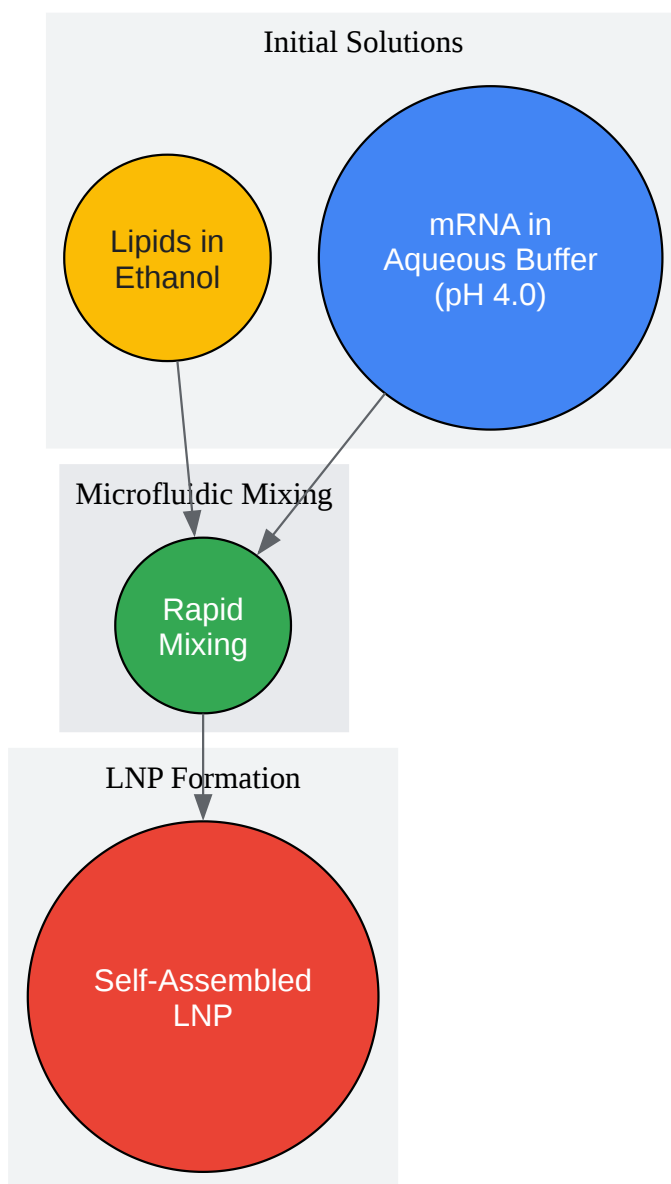 Initial Solutions
Lipids in
Ethanol
mRNA in
Aqueous Buffer
(pH 4.0)
Microfluidic Mixing
Rapid
Mixing
LNP Formation
Self-Assembled
LNP